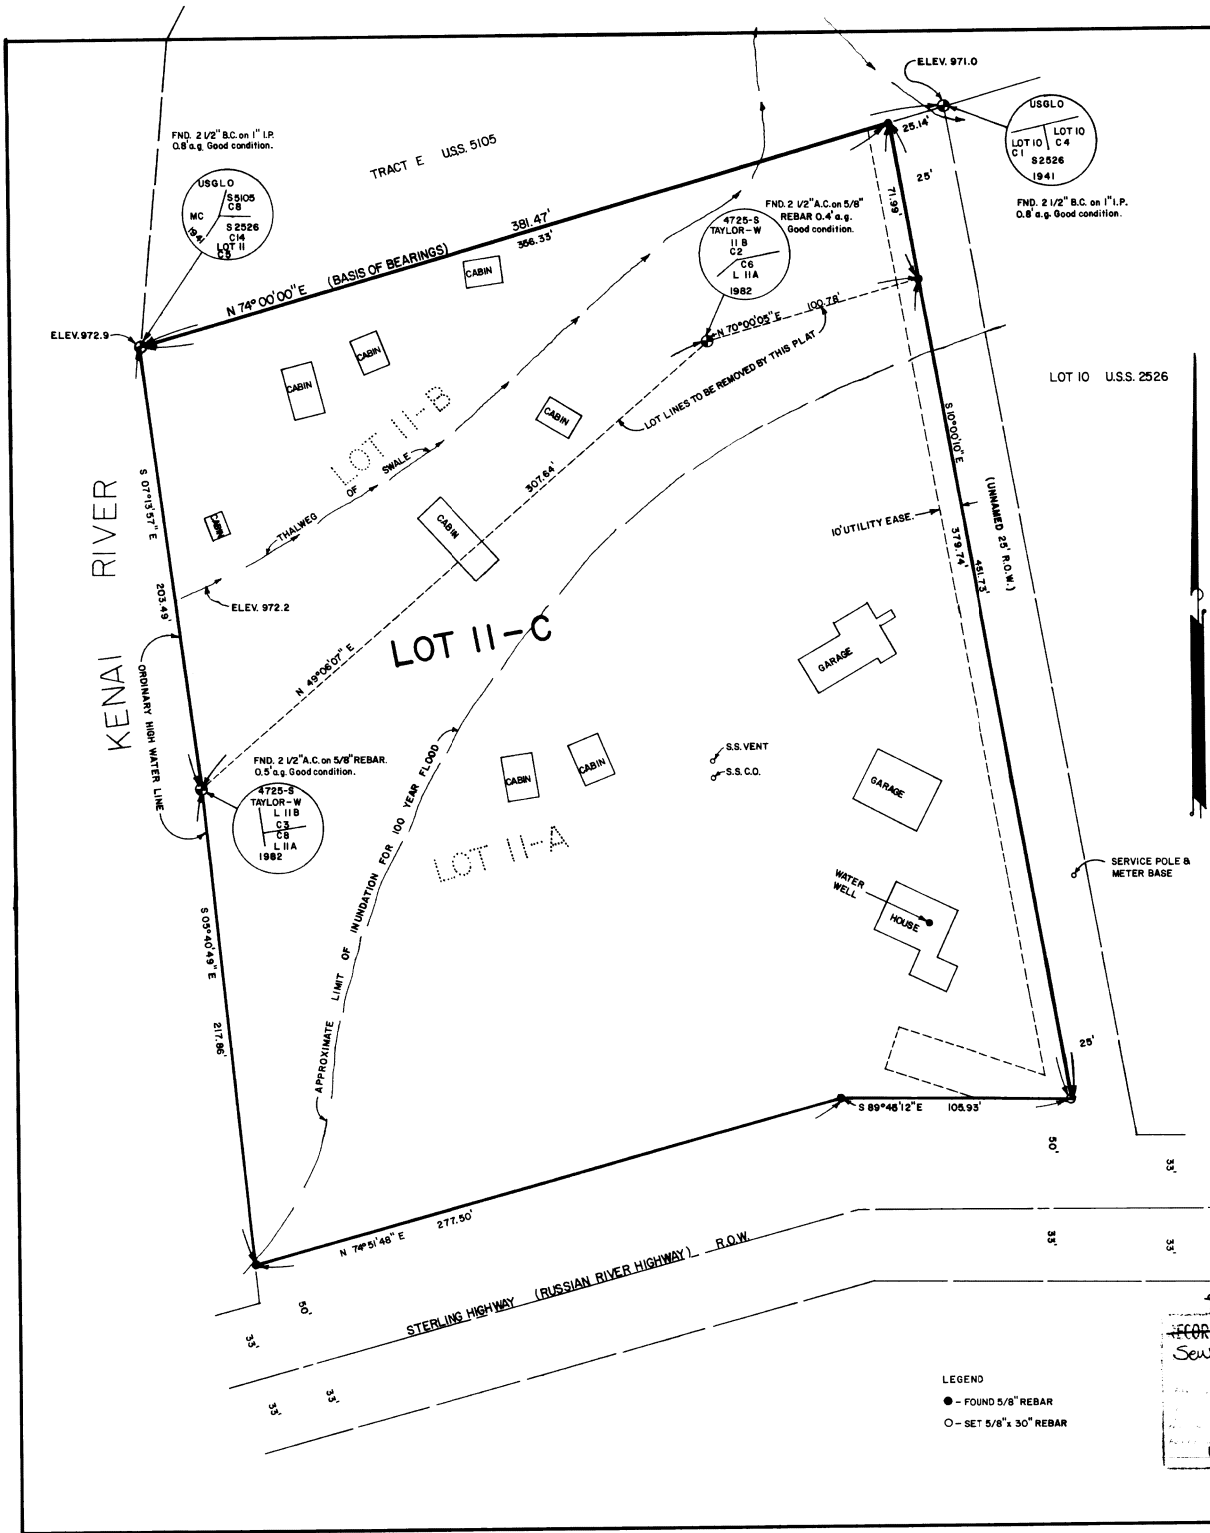 ELEV. 971.0
USGLO
LOT 10
LOT 10 C4
C1
S2526
1941
FND. 2 1/2" B.C. on 1" I.P.
0.8' a.g. Good condition.
25.14'
25'
71.99'
FND. 2 1/2" B.C. on 1" I.P.
0.8' a.g. Good condition.
USGLO
S5105
C8
MC
1941
S 2526
C14
LOT 11
C5
TRACT E U.S.S. 5105
381.47'
356.33'
N 74°00'00" E (BASIS OF BEARINGS)
FND. 2 1/2" A.C. on 5/8"
REBAR 0.4' a.g.
Good condition.
4725-S
TAYLOR-W
11 B
C2
C6
L 11A
1982
N 70°00'05" E 100.78'
ELEV. 972.9
CABIN
CABIN
CABIN
CABIN
CABIN
CABIN
LOT 11-B
LOT LINES TO BE REMOVED BY THIS PLAT
LOT 10 U.S.S. 2526
THALWEG OF SWALE
ELEV. 972.2
307.64'
N 49°06'07" E
S 10°00'10" E
(UNNAMED 25' R.O.W.)
10' UTILITY EASE.
379.74'
451.73'
S 07°13'57" E
203.49'
KENAI RIVER
ORDINARY HIGH WATER LINE
LOT 11-C
GARAGE
S.S. VENT
S.S. C.O.
CABIN
CABIN
GARAGE
LOT 11-A
FND. 2 1/2" A.C. on 5/8" REBAR.
0.5' a.g. Good condition.
4725-S
TAYLOR-W
L 11B
C3
C8
L 11A
1982
SERVICE POLE &
METER BASE
WATER
WELL
HOUSE
APPROXIMATE LIMIT OF INUNDATION FOR 100 YEAR FLOOD
S 05°40'49" E
217.86'
25'
S 89°46'12" E 105.93'
N 74°51'48" E 277.50'
STERLING HIGHWAY (RUSSIAN RIVER HIGHWAY) R.O.W.
50'
33'
33'
33'
50'
33'
33'
33'
LEGEND
● - FOUND 5/8" REBAR
○ - SET 5/8" x 30" REBAR